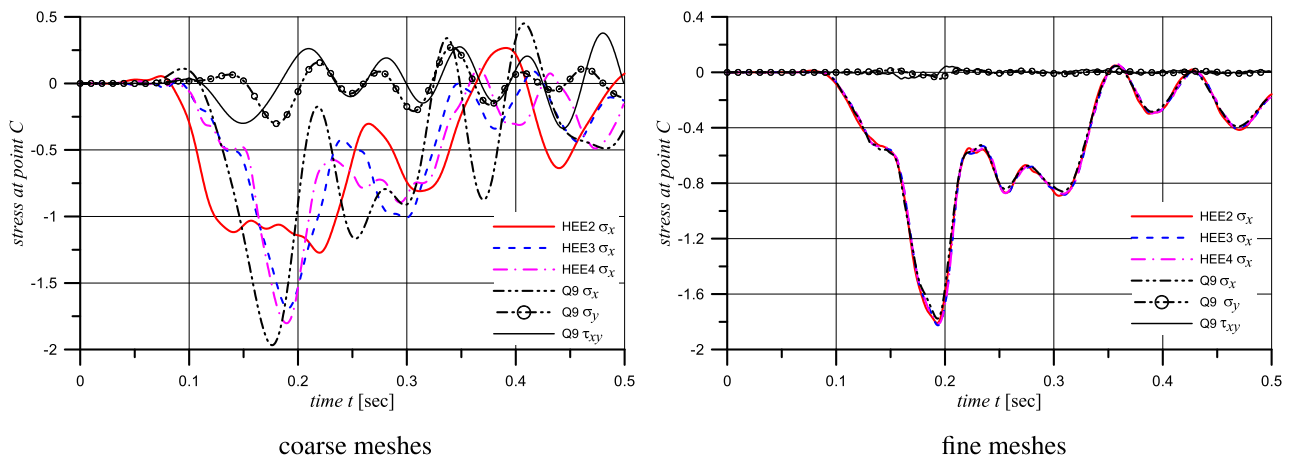 0.5
0
-0.5
-1
-1.5
-2
0 0.1 0.2 0.3 0.4 0.5
stress at point C
time t [sec]
HEE2 σx
HEE3 σx
HEE4 σx
Q9 σx
Q9 σy
Q9 τxy
coarse meshes
0.4
0
-0.4
-0.8
-1.2
-1.6
-2
0 0.1 0.2 0.3 0.4 0.5
stress at point C
time t [sec]
HEE2 σx
HEE3 σx
HEE4 σx
Q9 σx
Q9 σy
Q9 τxy
fine meshes